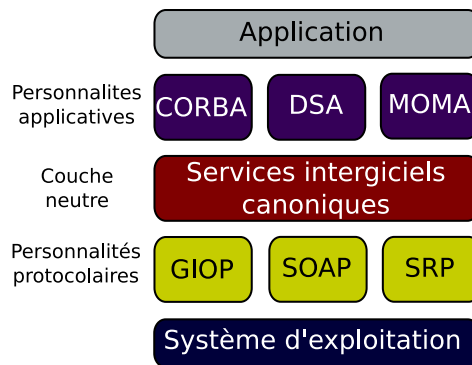 Application
Personnalites
applicatives
CORBA
DSA
MOMA
Couche
neutre
Services intergiciels
canoniques
Personnalités
protocolaires
GIOP
SOAP
SRP
Système d'exploitation